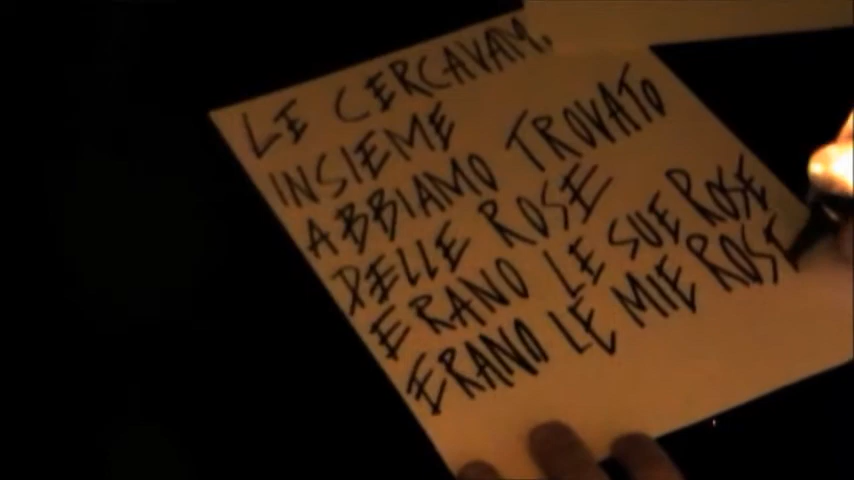 LE CERCAVAM,
INSIEME
ABBIAMO TROVATO
DELLE ROSE
ERANO LE SUE ROSE
ERANO LE MIE ROSE